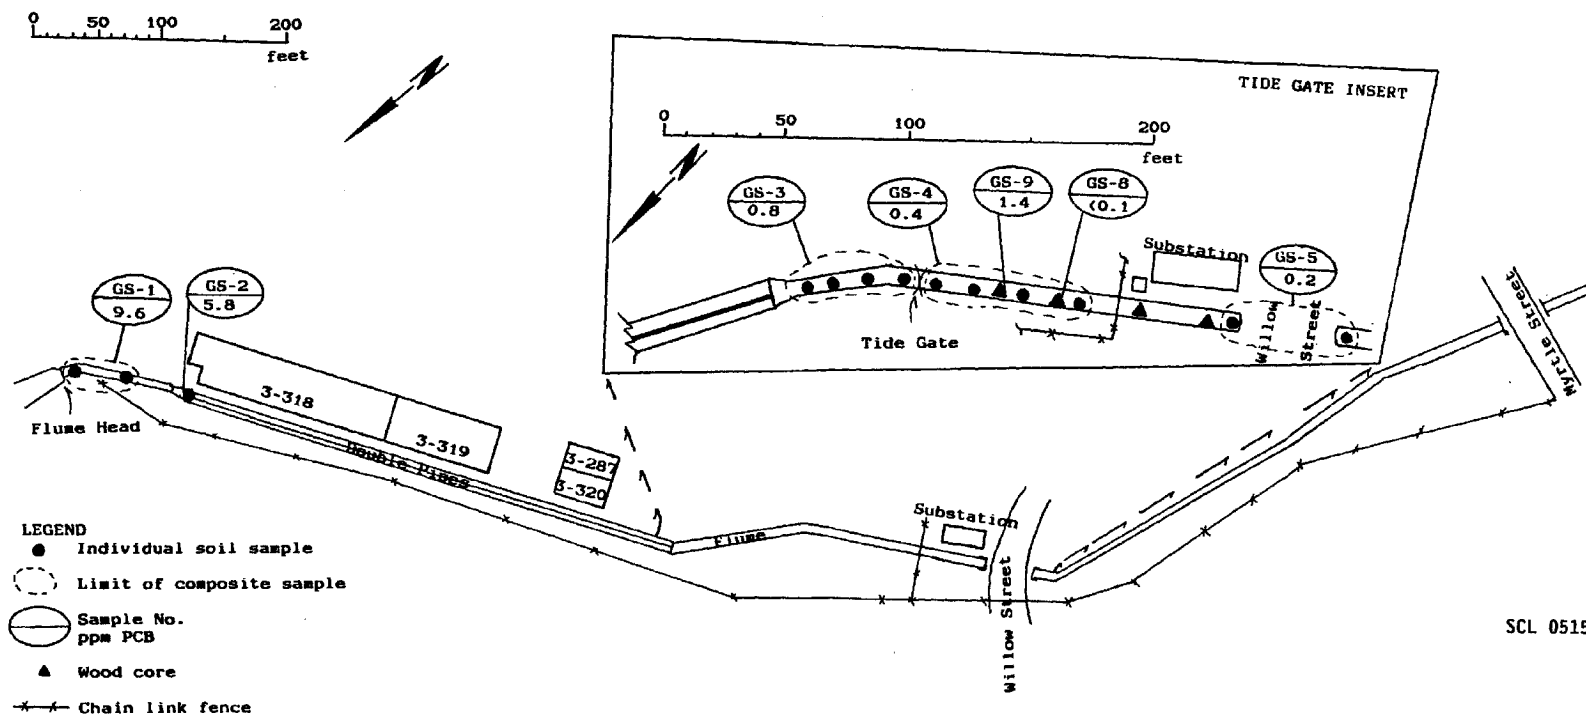 0 50 100 200
feet
N
TIDE GATE INSERT
0 50 100 200
feet
N
GS-3
0.8
GS-4
0.4
GS-9
1.4
GS-8
<0.1
Substation
GS-5
0.2
Tide Gate
Willow
Street
Myrtle Street
GS-1
9.6
GS-2
5.8
Flume Head
3-318
3-319
Double Pipes
3-287
3-320
Flume
Substation
Willow Street
LEGEND
Individual soil sample
Limit of composite sample
Sample No.
ppm PCB
Wood core
Chain link fence
SCL 0515